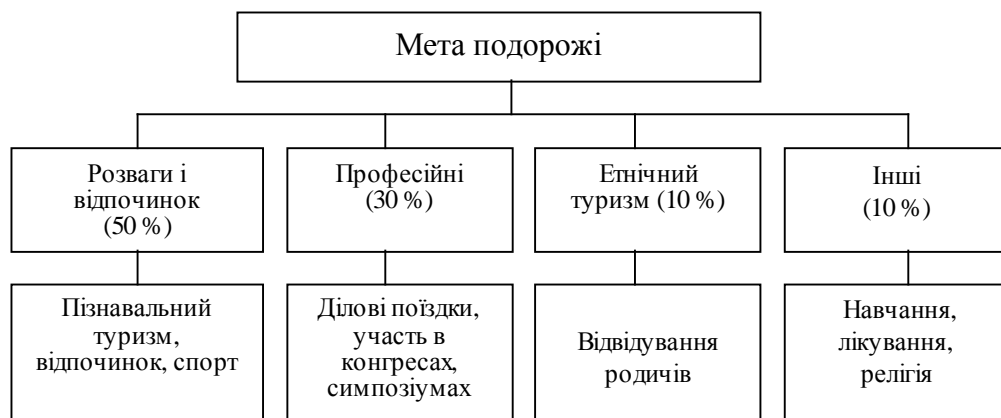 Мета подорожі
Розваги і
відпочинок
(50 %)
Професійні
(30 %)
Етнічний
туризм (10 %)
Інші
(10 %)
Пізнавальний
туризм,
відпочинок, спорт
Ділові поїздки,
участь в
конгресах,
симпозіумах
Відвідування
родичів
Навчання,
лікування,
релігія